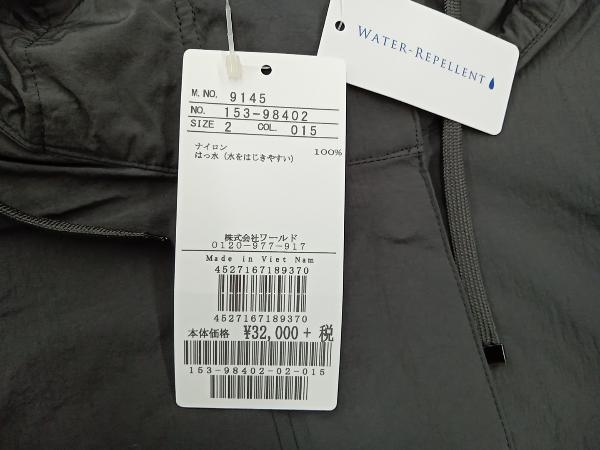 WATER-REPELLENT
M.NO. 9145
NO. 153-98402
SIZE 2 COL. 015
ナイロン 100%
はっ水 (水をはじきやすい)
株式会社ワールド
0120-977-917
Made in Viet Nam
4527167189370
4527167189370
本体価格 ¥32,000 + 税
153-98402-02-015